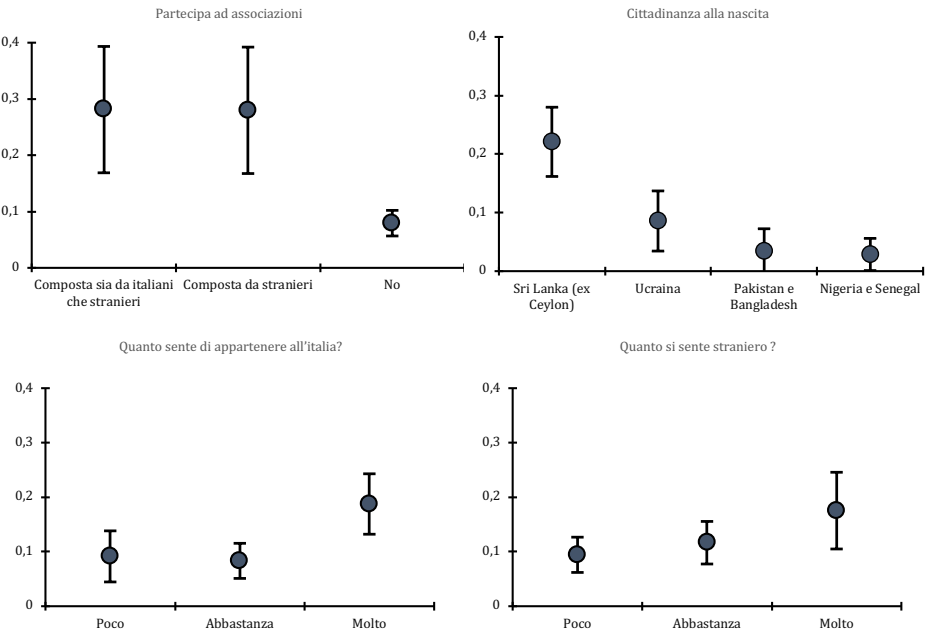 Partecipa ad associazioni
0,4
0,3
0,2
0,1
0
Composta sia da italiani
che stranieri
Composta da stranieri
No
Cittadinanza alla nascita
0,4
0,3
0,2
0,1
0
Sri Lanka (ex
Ceylon)
Ucraina
Pakistan e
Bangladesh
Nigeria e Senegal
Quanto sente di appartenere all'italia?
0,4
0,3
0,2
0,1
0
Poco
Abbastanza
Molto
Quanto si sente straniero ?
0,4
0,3
0,2
0,1
0
Poco
Abbastanza
Molto